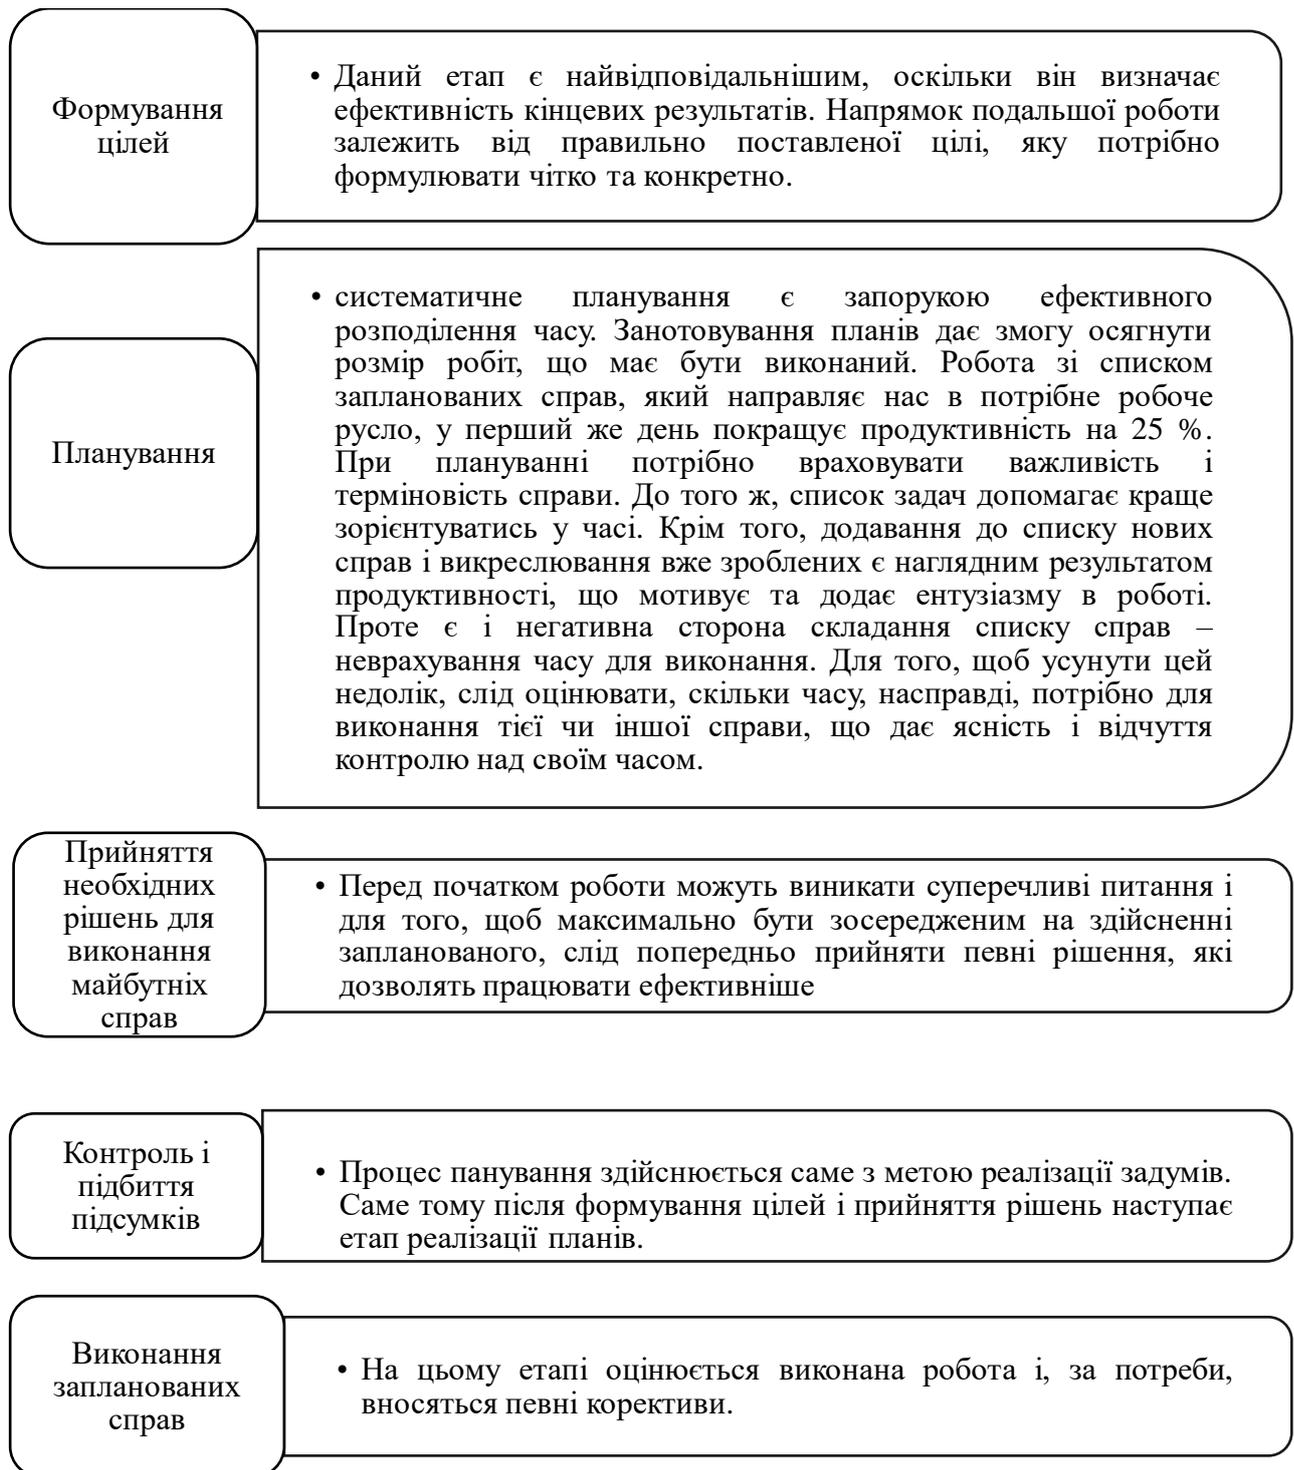 Формування
цілей
• Даний етап є найвідповідальнішим, оскільки він визначає
ефективність кінцевих результатів. Напрямок подальшої роботи
залежить від правильно поставленої цілі, яку потрібно
формулювати чітко та конкретно.
Планування
• систематичне планування є запорукою ефективного
розподілення часу. Занотовування планів дає змогу осягнути
розмір робіт, що має бути виконаний. Робота зі списком
запланованих справ, який направляє нас в потрібне робоче
русло, у перший же день покращує продуктивність на 25 %.
При плануванні потрібно враховувати важливість і
терміновість справи. До того ж, список задач допомагає краще
зорієнтуватись у часі. Крім того, додавання до списку нових
справ і викреслювання вже зроблених є наглядним результатом
продуктивності, що мотивує та додає ентузіазму в роботі.
Проте є і негативна сторона складання списку справ –
неврахування часу для виконання. Для того, щоб усунути цей
недолік, слід оцінювати, скільки часу, насправді, потрібно для
виконання тієї чи іншої справи, що дає ясність і відчуття
контролю над своїм часом.
Прийняття
необхідних
рішень для
виконання
майбутніх
справ
• Перед початком роботи можуть виникати суперечливі питання і
для того, щоб максимально бути зосередженим на здійсненні
запланованого, слід попередньо прийняти певні рішення, які
дозволять працювати ефективніше
Контроль і
підбиття
підсумків
• Процес панування здійснюється саме з метою реалізації задумів.
Саме тому після формування цілей і прийняття рішень наступає
етап реалізації планів.
Виконання
запланованих
справ
• На цьому етапі оцінюється виконана робота і, за потреби,
вносяться певні корективи.